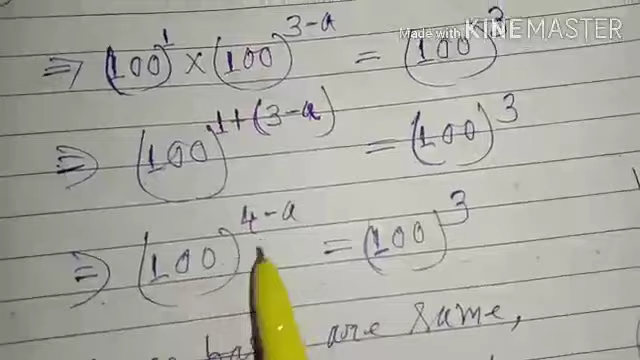 Made with KINEMASTER
⇒ (100)^1 × (100)^{3-a} = (100)^3
⇒ (100)^{1+(3-a)} = (100)^3
⇒ (100)^{4-a} = (100)^3
are same,